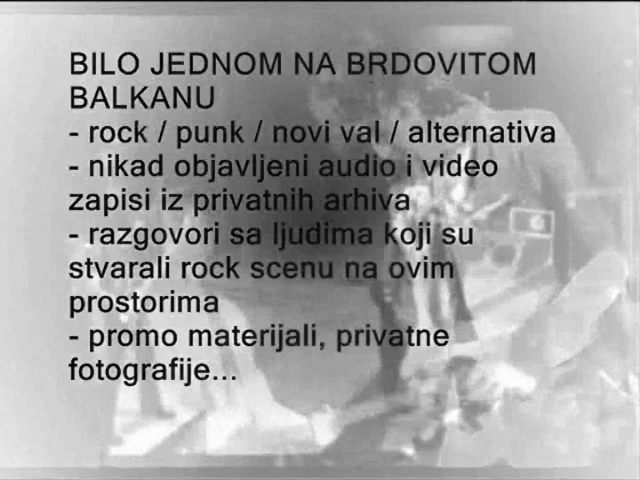 BILO JEDNOM NA BRDOVITOM
BALKANU
- rock / punk / novi val / alternativa
- nikad objavljeni audio i video
zapisi iz privatnih arhiva
- razgovori sa ljudima koji su
stvarali rock scenu na ovim
prostorima
- promo materijali, privatne
fotografije...